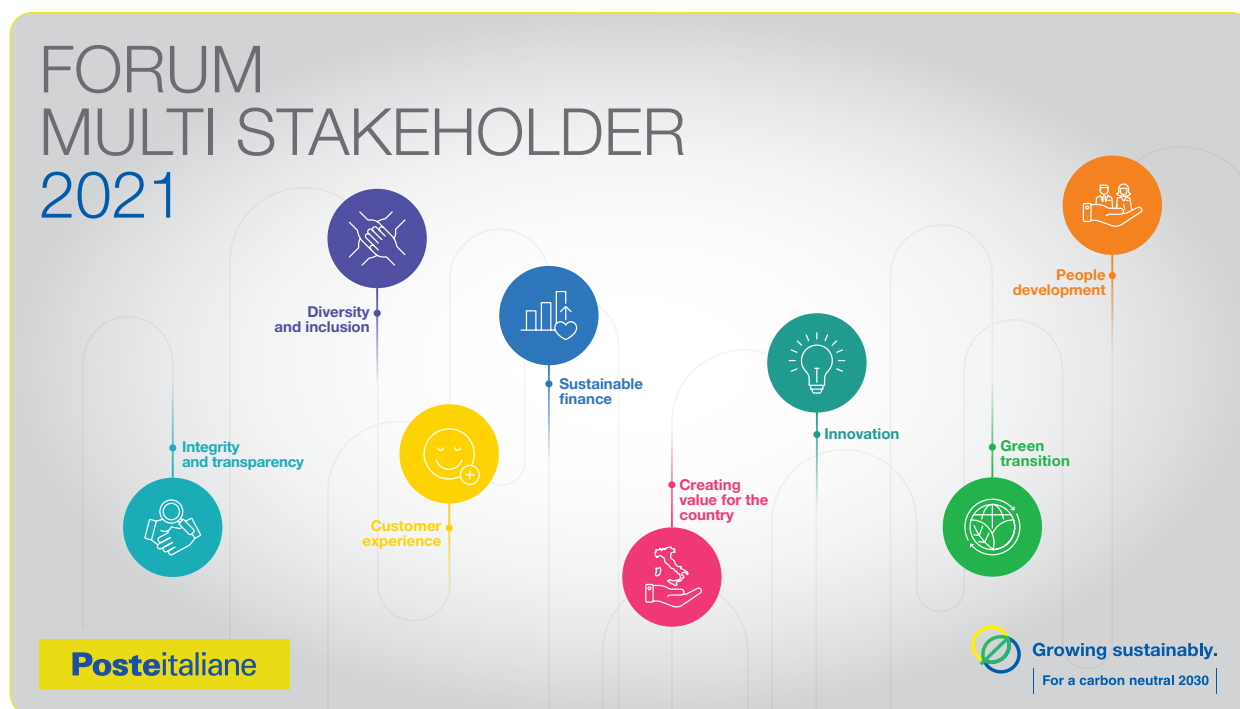 FORUM
MULTI STAKEHOLDER
2021
Diversity
and inclusion
People
development
Sustainable
finance
Integrity
and transparency
Customer
experience
Creating
value for the
country
Innovation
Green
transition
Posteitaliane
Growing sustainably.
For a carbon neutral 2030